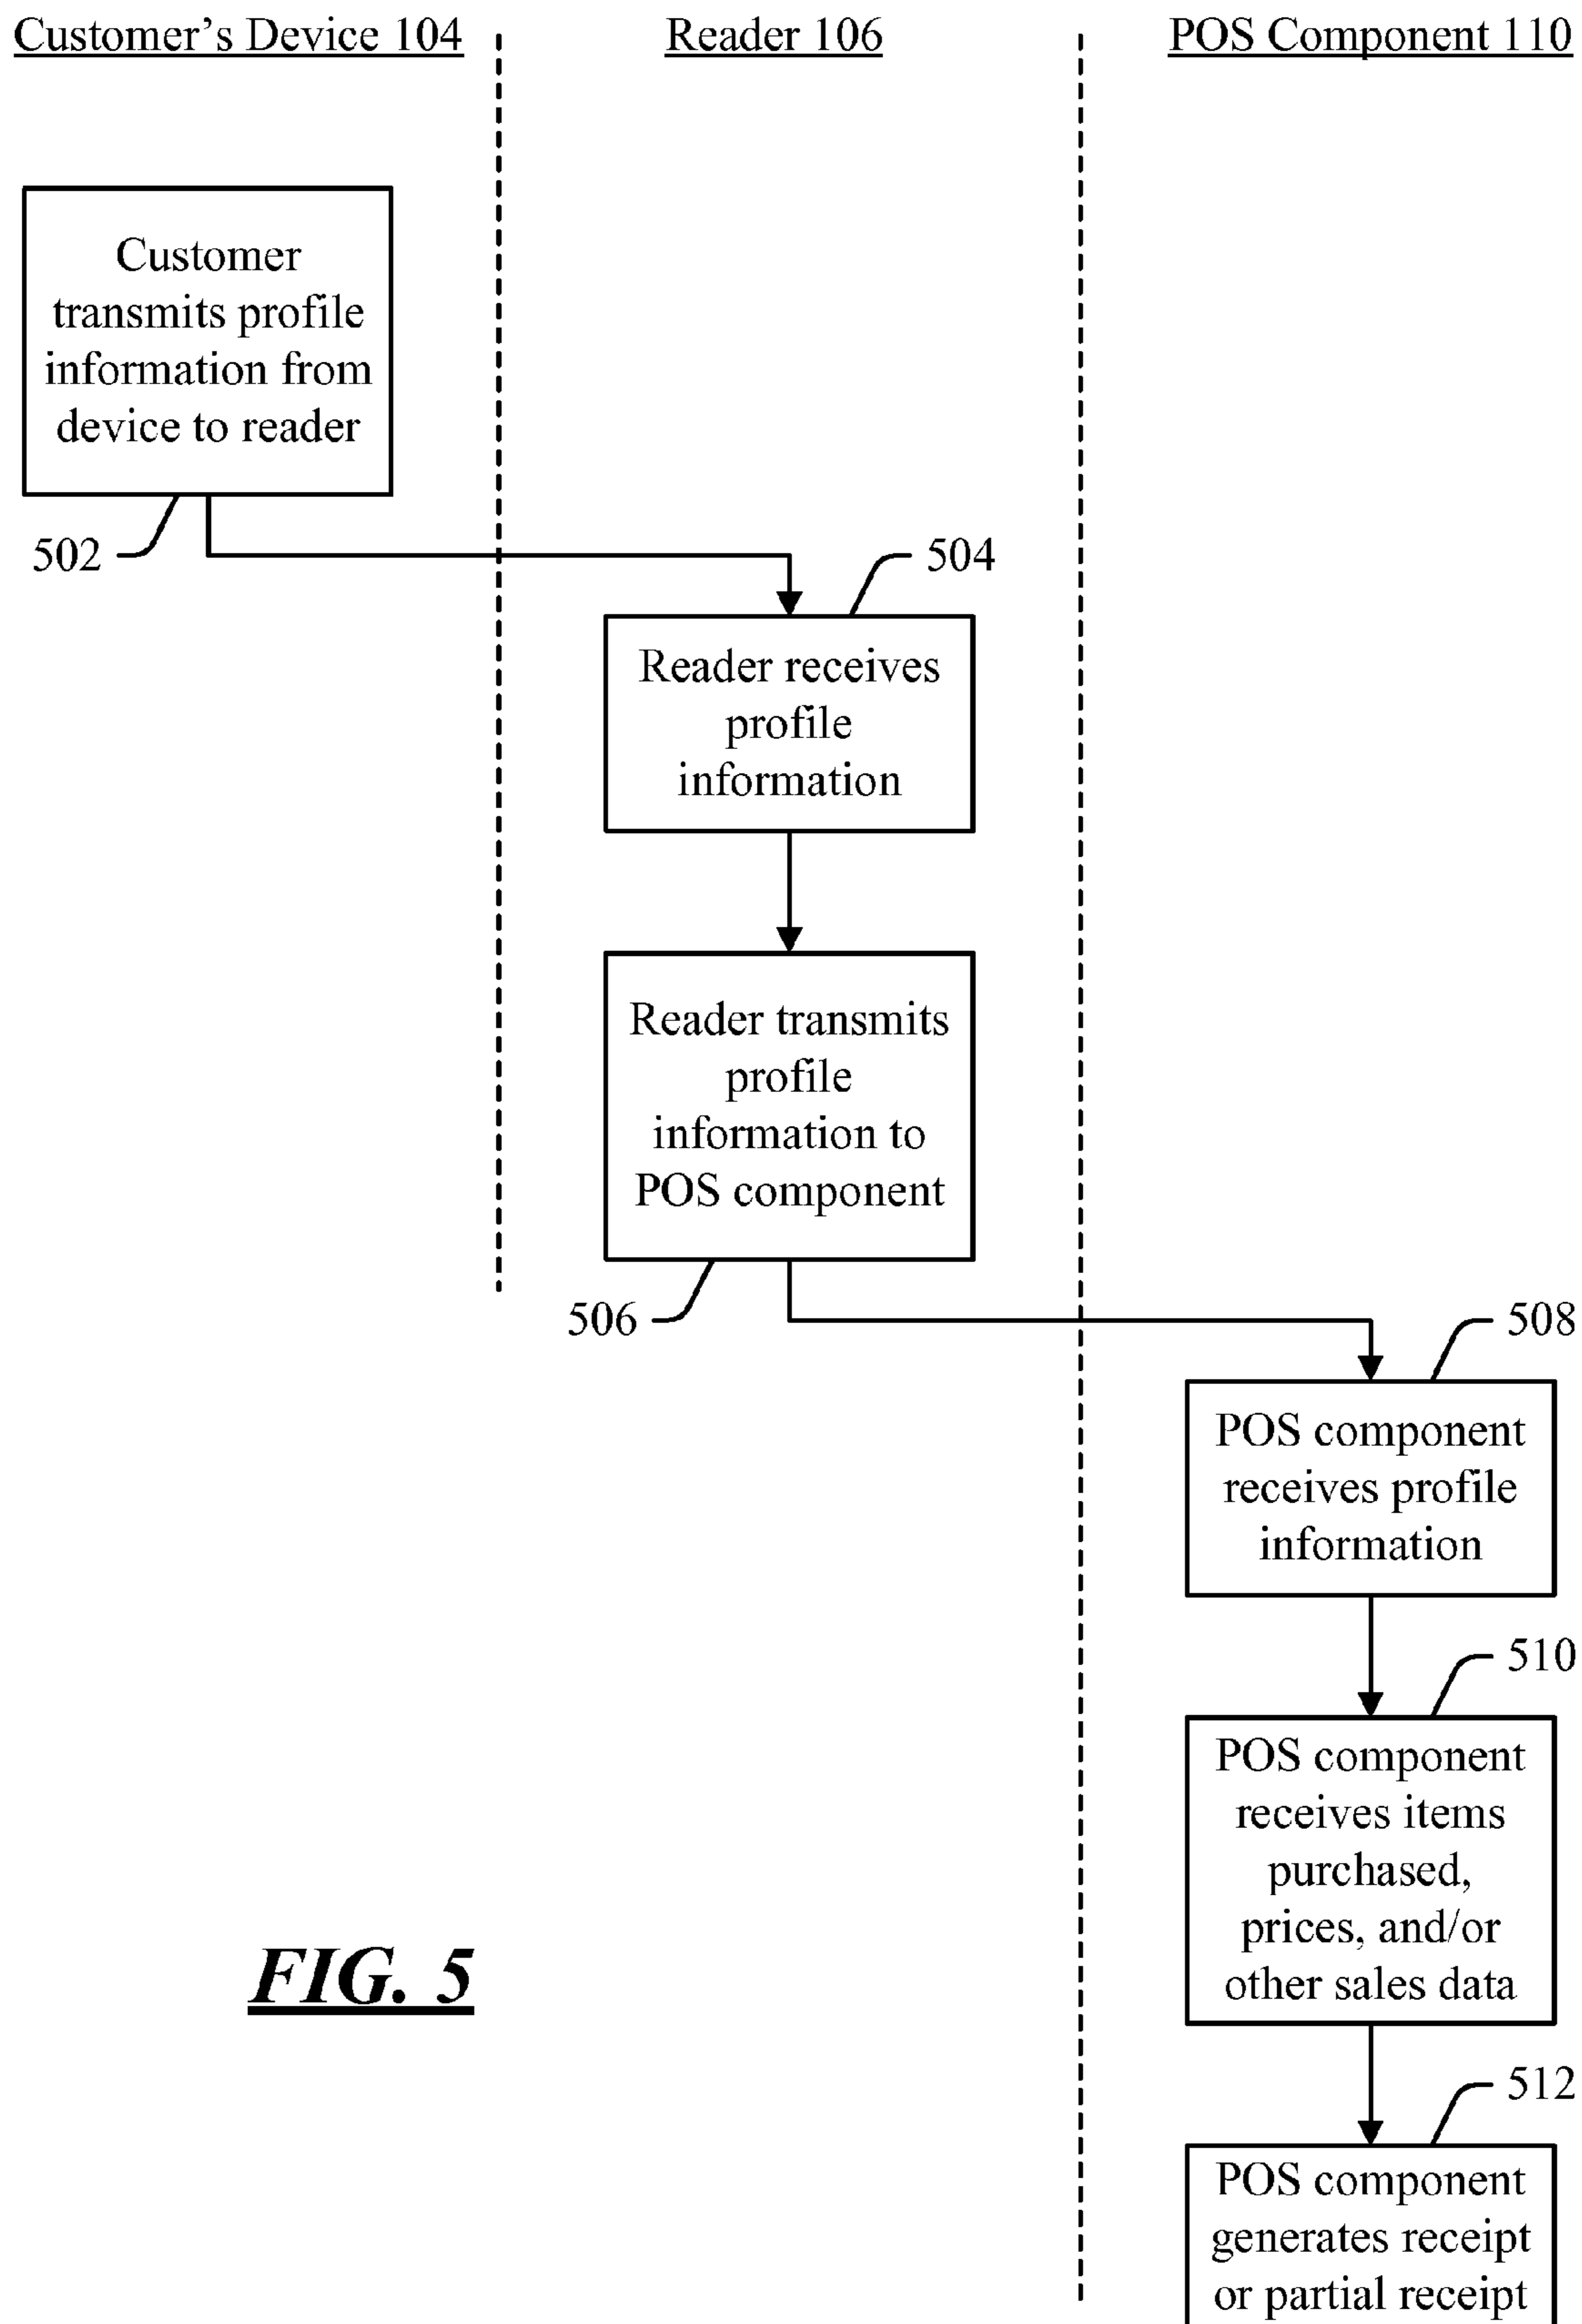 Customer's Device 104
Reader 106
POS Component 110
Customer
transmits profile
information from
device to reader
502
504
Reader receives
profile
information
Reader transmits
profile
information to
POS component
506
508
POS component
receives profile
information
510
POS component
receives items
purchased,
prices, and/or
other sales data
512
POS component
generates receipt
or partial receipt
FIG. 5